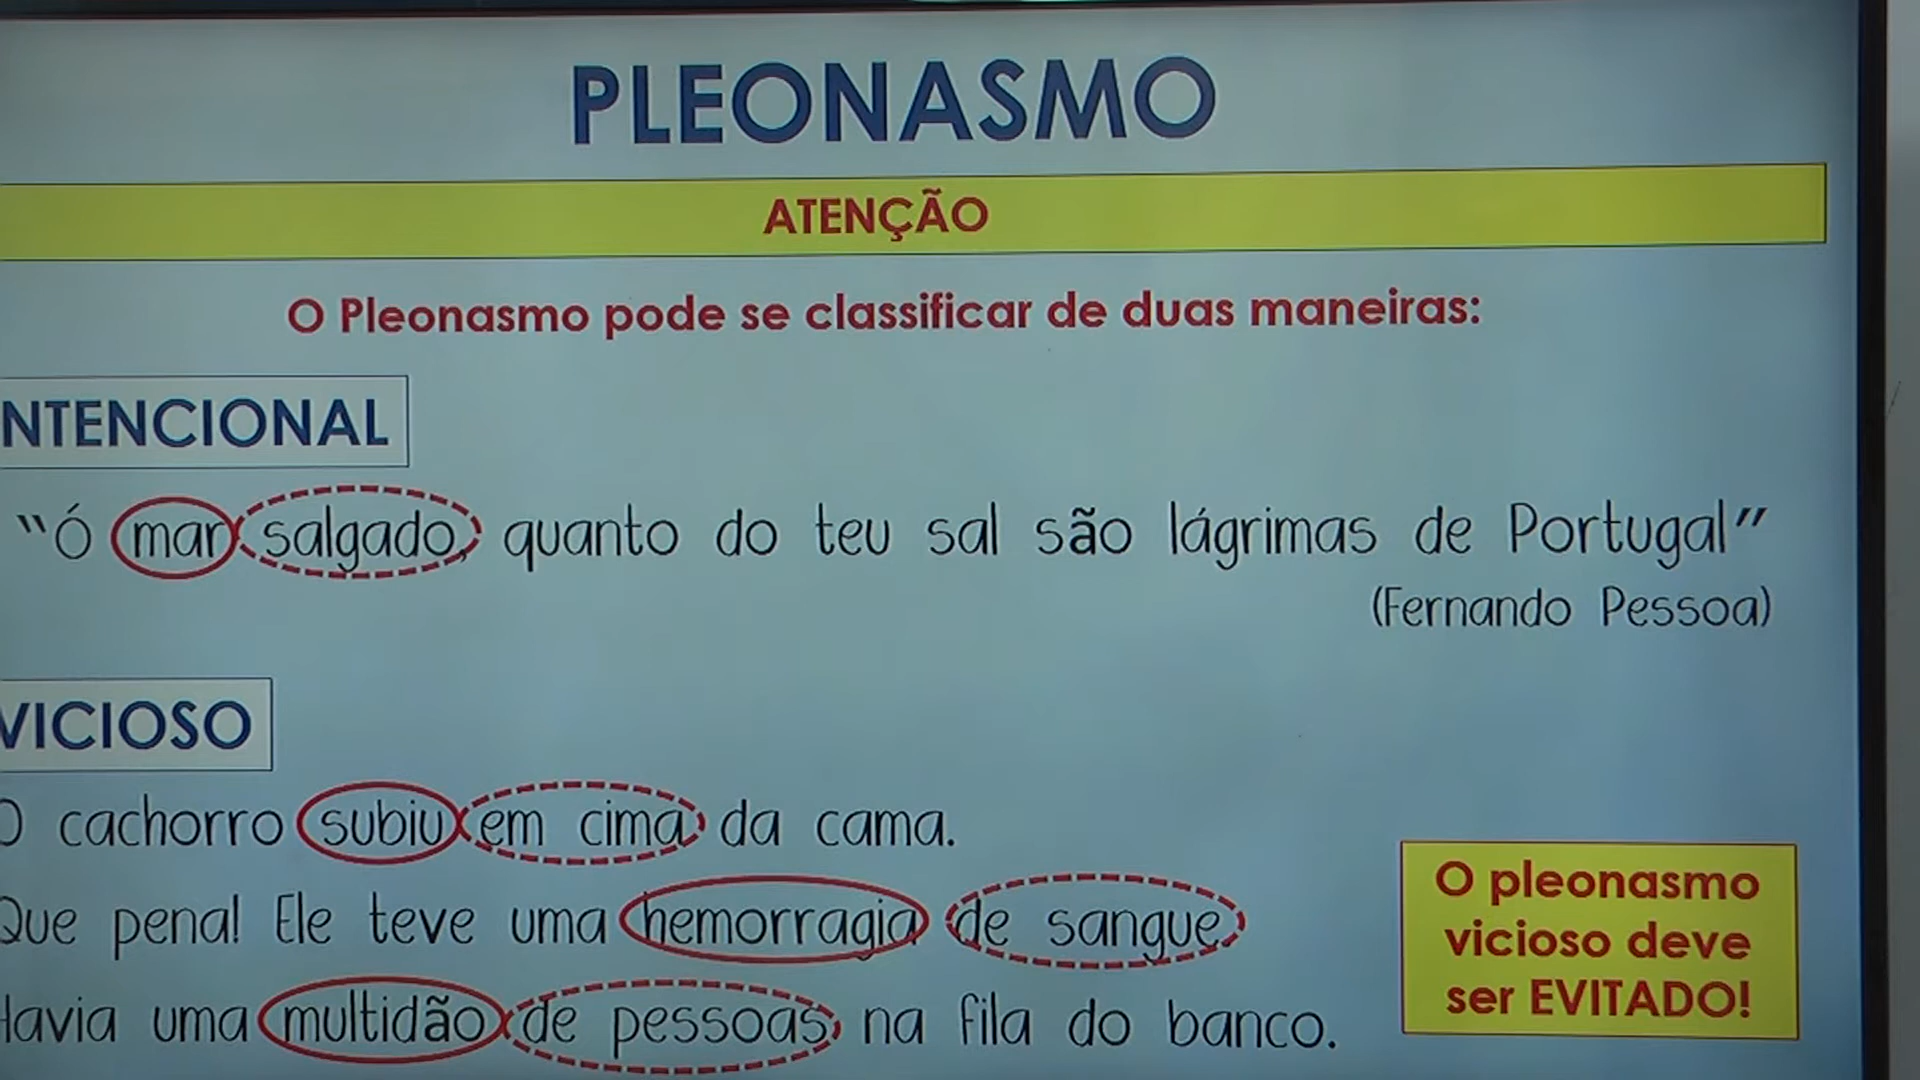 PLEONASMO
ATENÇÃO
O Pleonasmo pode se classificar de duas maneiras:
NTENCIONAL
“Ó mar salgado, quanto do teu sal são lágrimas de Portugal”
(Fernando Pessoa)
VICIOSO
O cachorro subiu em cima da cama.
Que pena! Ele teve uma hemorragia de sangue.
Havia uma multidão de pessoas na fila do banco.
O pleonasmo
vicioso deve
ser EVITADO!